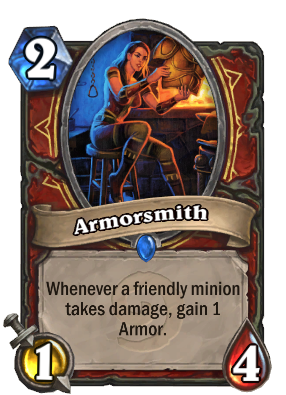 2
Armorsmith
Whenever a friendly minion
takes damage, gain 1
Armor.
1
4